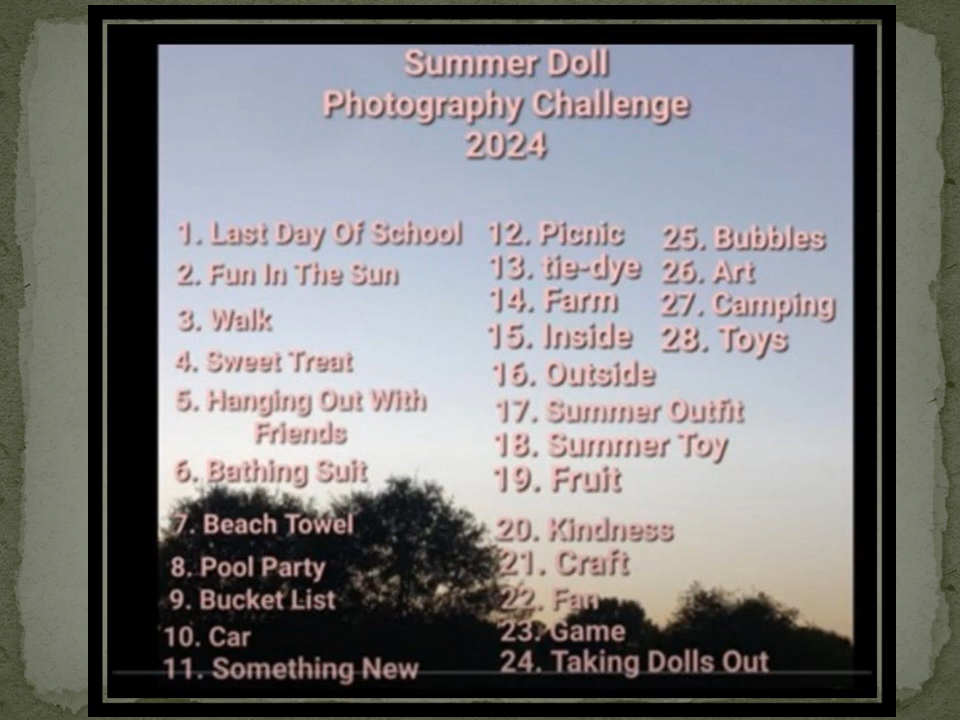 Summer Doll
Photography Challenge
2024
1. Last Day Of School
2. Fun In The Sun
3. Walk
4. Sweet Treat
5. Hanging Out With
Friends
6. Bathing Suit
7. Beach Towel
8. Pool Party
9. Bucket List
10. Car
11. Something New
12. Picnic
13. tie-dye
14. Farm
15. Inside
16. Outside
17. Summer Outfit
18. Summer Toy
19. Fruit
20. Kindness
21. Craft
22. Fan
23. Game
24. Taking Dolls Out
25. Bubbles
26. Art
27. Camping
28. Toys